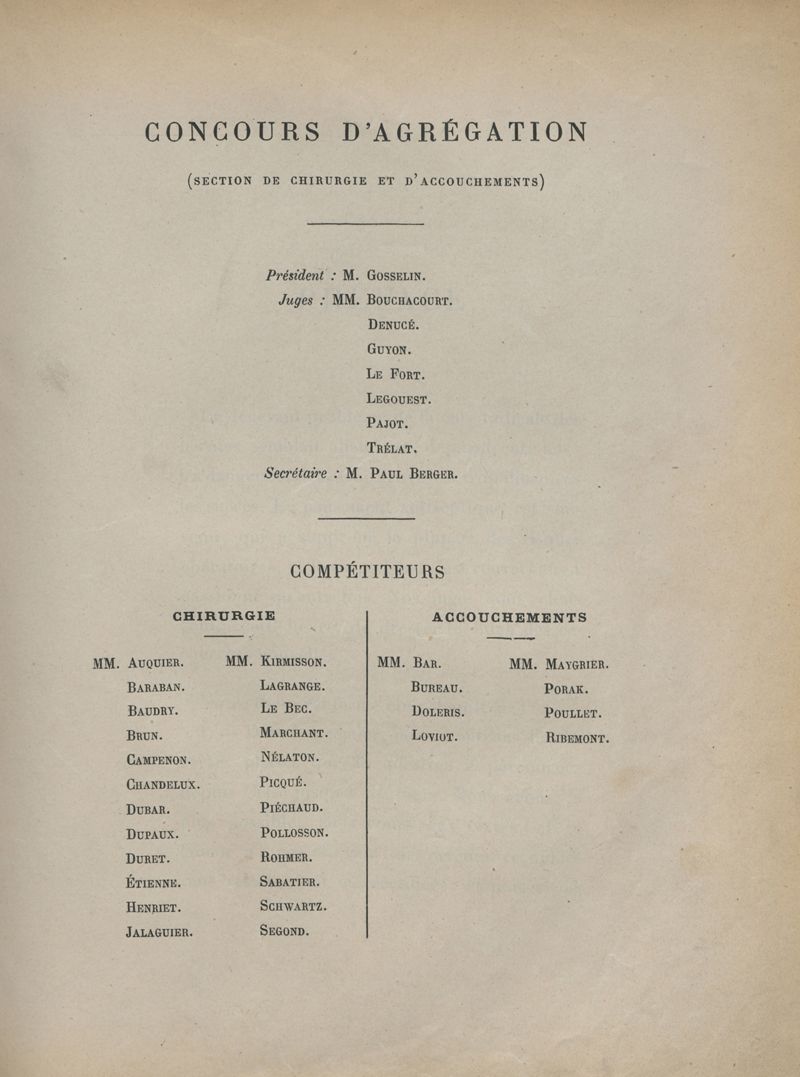 CONCOURS D'AGRÉGATION
(SECTION DE CHIRURGIE ET D'ACCOUCHEMENTS)
Président : M. GOSSELIN.
Juges : MM. BOUCHACOURT.
DENUCÉ.
GUYON.
LE FORT.
LEGOUEST.
PAJOT.
TRÉLAT.
Secrétaire : M. PAUL BERGER.
COMPÉTITEURS
CHIRURGIE
MM. AUQUIER.
BARABAN.
BAUDRY.
BRUN.
CAMPENON.
CHANDELUX.
DUBAR.
DUPAUX.
DURET.
ÉTIENNE.
HENRIET.
JALAGUIER.
MM. KIRMISSON.
LAGRANGE.
LE BEC.
MARCHANT.
NÉLATON.
PICQUÉ.
PIÉCHAUD.
POLLOSSON.
ROHMER.
SABATIER.
SCHWARTZ.
SEGOND.
ACCOUCHEMENTS
MM. BAR.
BUREAU.
DOLERIS.
LOVIOT.
MM. MAYGRIER.
PORAK.
POULLET.
RIBEMONT.